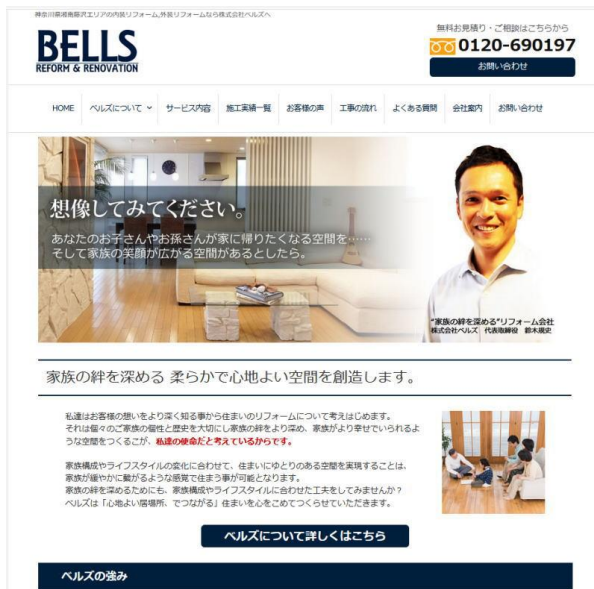 神奈川県湘南藤沢エリアの内装リフォーム,外装リフォームなら株式会社ベルズへ
BELLS
REFORM & RENOVATION
無料お見積り・ご相談はこちらから
0120-690197
お問い合わせ
HOME ベルズについて サービス内容 施工実績一覧 お客様の声 工事の流れ よくある質問 会社案内 お問い合わせ
想像してみてください。
あなたのお子さんやお孫さんが家に帰りたくなる空間を……
そして家族の笑顔が広がる空間があるとしたら。
"家族の絆を深める"リフォーム会社
株式会社ベルズ 代表取締役 鈴木規史
家族の絆を深める 柔らかで心地よい空間を創造します。
私達はお客様の想いをより深く知る事から住まいのリフォームについて考えはじめます。
それは個々のご家族の個性と歴史を大切にし家族の絆をより深め、家族がより幸せでいられるよ
うな空間をつくるこが、私達の使命だと考えているからです。
家族構成やライフスタイルの変化に合わせて、住まいにゆとりのある空間を実現することは、
家族が緩やかに繋がるような感覚で住まう事が可能となります。
家族の絆を深めるためにも、家族構成やライフスタイルに合わせた工夫をしてみませんか？
ベルズは「心地よい居場所、でつながる」住まいを心をこめてつくらせていただきます。
ベルズについて詳しくはこちら
ベルズの強み